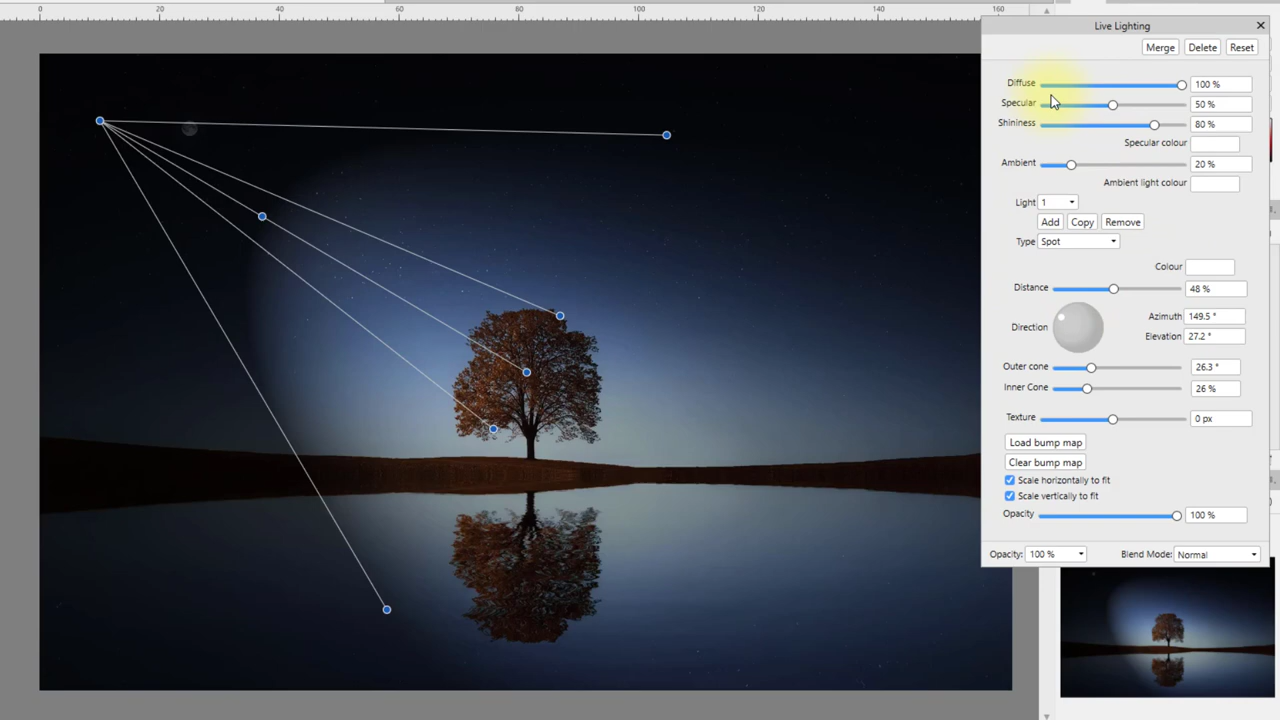 0 20 40 60 80 100 120 140 160
Live Lighting
Merge Delete Reset
Diffuse 100 %
Specular 50 %
Shininess 80 %
Specular colour
Ambient 20 %
Ambient light colour
Light 1
Add Copy Remove
Type Spot
Colour
Distance 48 %
Direction Azimuth 149.5 °
Elevation 27.2 °
Outer cone 26.3 °
Inner Cone 26 %
Texture 0 px
Load bump map
Clear bump map
Scale horizontally to fit
Scale vertically to fit
Opacity 100 %
Opacity: 100 % Blend Mode: Normal